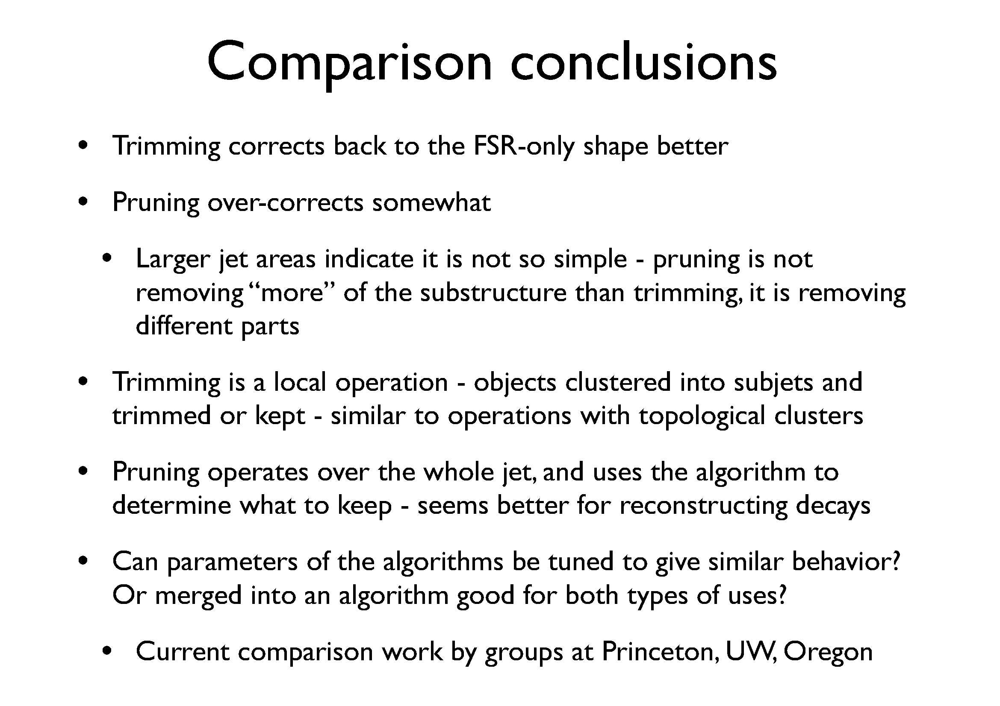 Comparison conclusions
• Trimming corrects back to the FSR-only shape better
• Pruning over-corrects somewhat
• Larger jet areas indicate it is not so simple - pruning is not
removing “more” of the substructure than trimming, it is removing
different parts
• Trimming is a local operation - objects clustered into subjets and
trimmed or kept - similar to operations with topological clusters
• Pruning operates over the whole jet, and uses the algorithm to
determine what to keep - seems better for reconstructing decays
• Can parameters of the algorithms be tuned to give similar behavior?
Or merged into an algorithm good for both types of uses?
• Current comparison work by groups at Princeton, UW, Oregon